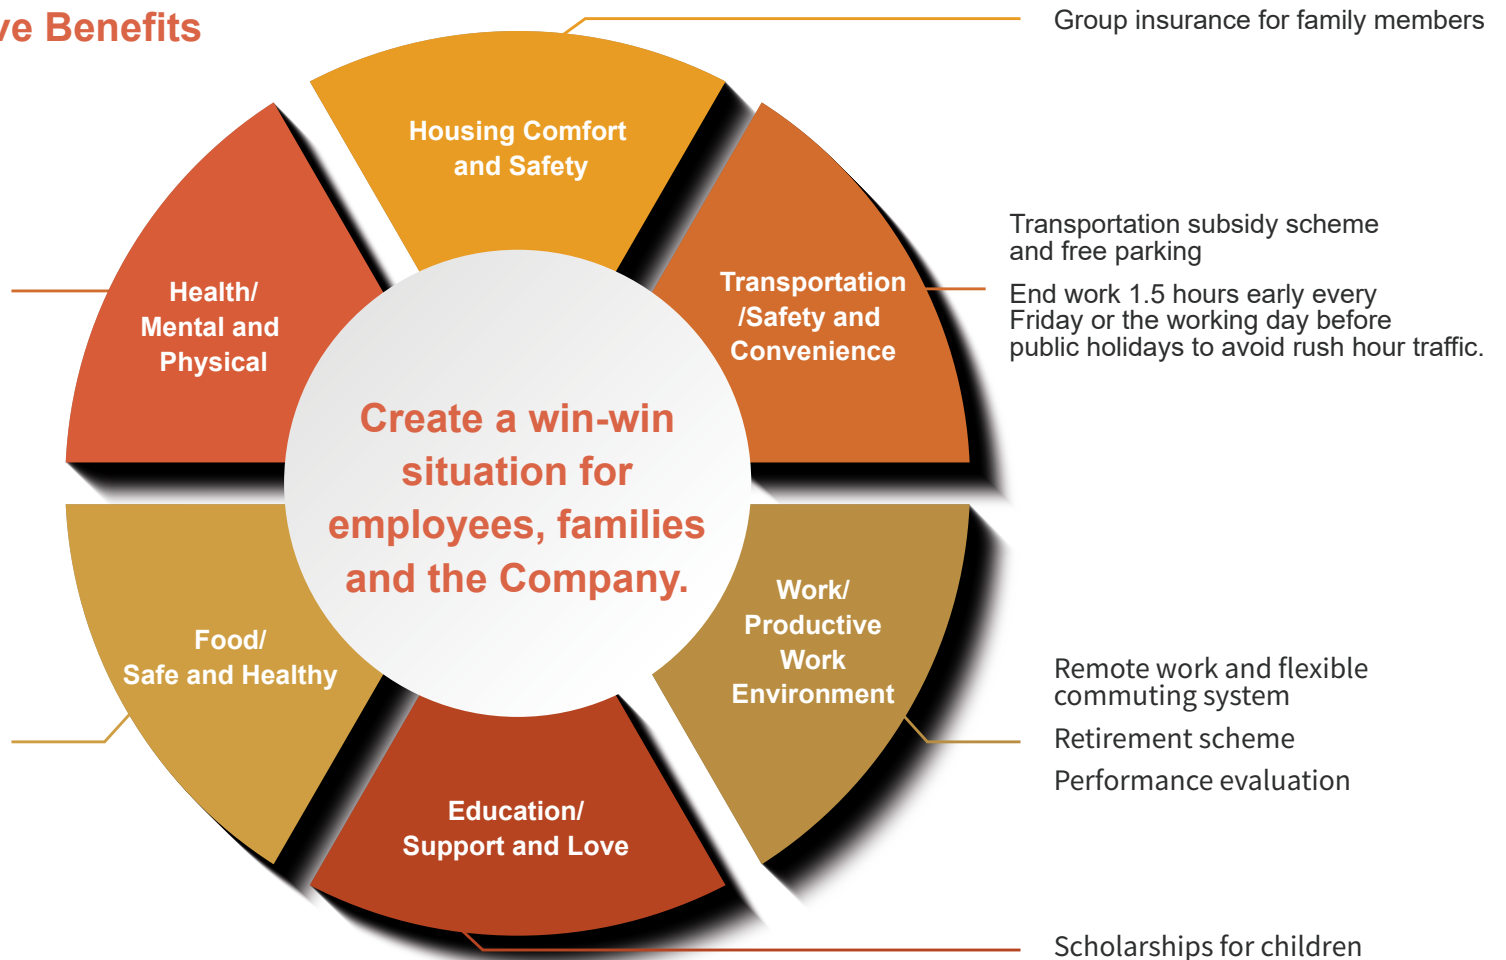 ve Benefits
Group insurance for family members
Housing Comfort
and Safety
Transportation subsidy scheme
and free parking
End work 1.5 hours early every
Friday or the working day before
public holidays to avoid rush hour traffic.
Transportation
/Safety and
Convenience
Health/
Mental and
Physical
Create a win-win
situation for
employees, families
and the Company.
Work/
Productive
Work
Environment
Food/
Safe and Healthy
Remote work and flexible
commuting system
Retirement scheme
Performance evaluation
Education/
Support and Love
Scholarships for children